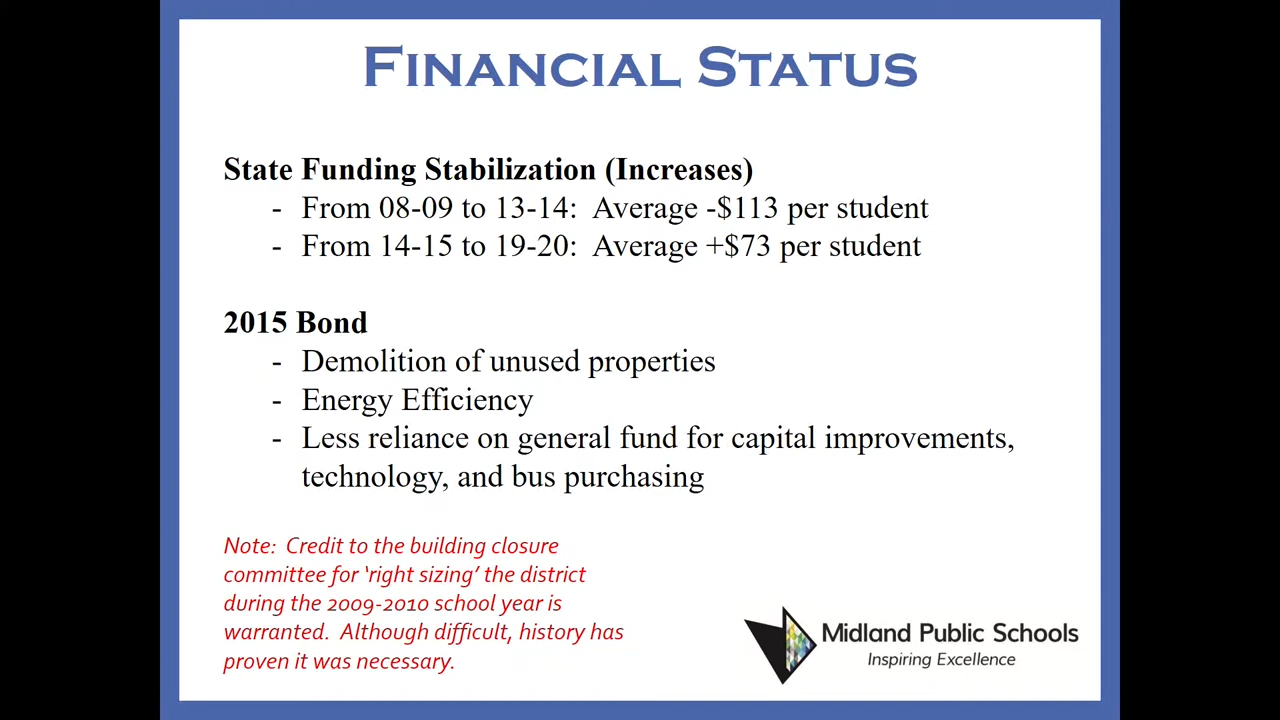 FINANCIAL STATUS
State Funding Stabilization (Increases)
- From 08-09 to 13-14: Average -$113 per student
- From 14-15 to 19-20: Average +$73 per student
2015 Bond
- Demolition of unused properties
- Energy Efficiency
- Less reliance on general fund for capital improvements,
technology, and bus purchasing
Note: Credit to the building closure
committee for ‘right sizing’ the district
during the 2009-2010 school year is
warranted. Although difficult, history has
proven it was necessary.
Midland Public Schools
Inspiring Excellence